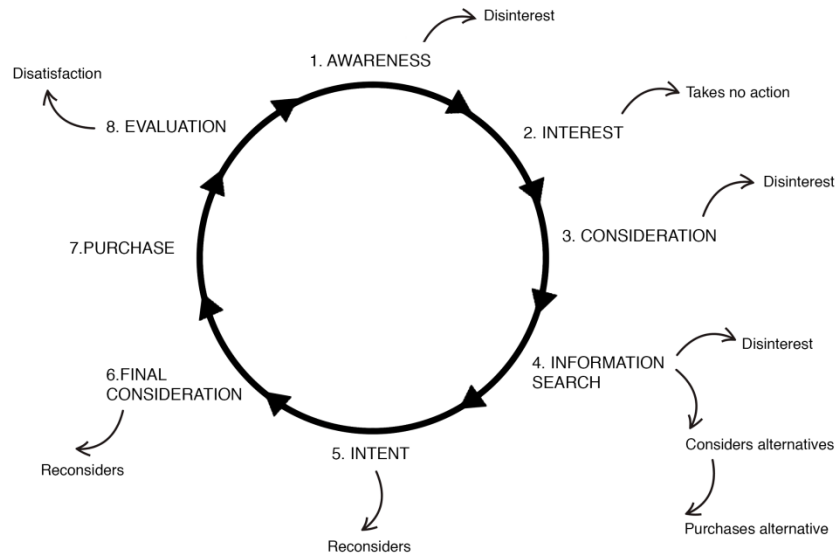 Disinterest
1. AWARENESS
Disatisfaction
Takes no action
8. EVALUATION
2. INTEREST
Disinterest
3. CONSIDERATION
7.PURCHASE
Disinterest
4. INFORMATION
SEARCH
6.FINAL
CONSIDERATION
Considers alternatives
5. INTENT
Reconsiders
Purchases alternative
Reconsiders